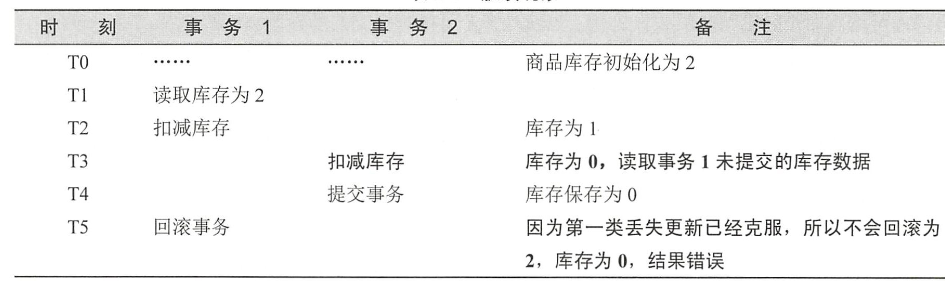 时 刻 事 务 1 事 务 2 备 注
T0 …… …… 商品库存初始化为 2
T1 读取库存为 2
T2 扣减库存 库存为 1
T3 扣减库存 库存为 0，读取事务 1 未提交的库存数据
T4 提交事务 库存保存为 0
T5 回滚事务 因为第一类丢失更新已经克服，所以不会回滚为
2，库存为 0，结果错误